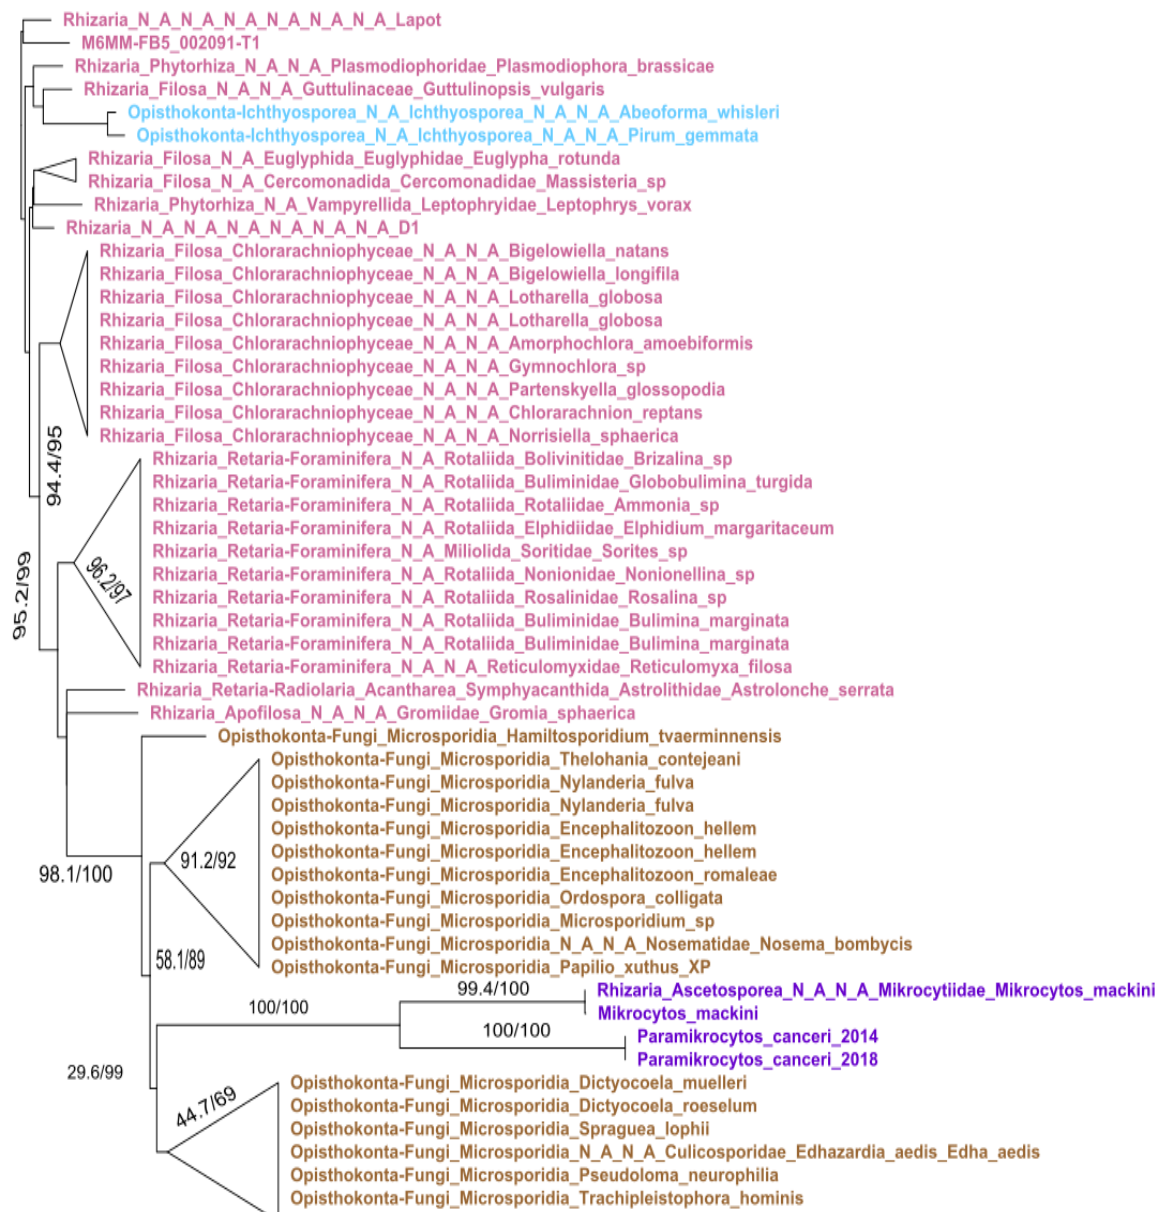 Rhizaria_N_A_N_A_N_A_N_A_N_A_N_A_Lapot
M6MM-FB5_002091-T1
Rhizaria_Phytorhiza_N_A_N_A_Plasmodiophoridae_Plasmodiophora_brassicae
Rhizaria_Filosa_N_A_N_A_Guttulinaceae_Guttulinopsis_vulgaris
Opisthokonta-Ichthyosporea_N_A_Ichthyosporea_N_A_N_A_Abeoforma_whisleri
Opisthokonta-Ichthyosporea_N_A_Ichthyosporea_N_A_N_A_Pirum_gemmata
Rhizaria_Filosa_N_A_Euglyphida_Euglyphidae_Euglypha_rotunda
Rhizaria_Filosa_N_A_Cercomonadida_Cercomonadidae_Massisteria_sp
Rhizaria_Phytorhiza_N_A_Vampyrellida_Leptophryidae_Leptophrys_vorax
Rhizaria_N_A_N_A_N_A_N_A_N_A_N_A_D1
Rhizaria_Filosa_Chlorarachniophyceae_N_A_N_A_Bigelowiella_natans
Rhizaria_Filosa_Chlorarachniophyceae_N_A_N_A_Bigelowiella_longifila
Rhizaria_Filosa_Chlorarachniophyceae_N_A_N_A_Lotharella_globosa
Rhizaria_Filosa_Chlorarachniophyceae_N_A_N_A_Lotharella_globosa
Rhizaria_Filosa_Chlorarachniophyceae_N_A_N_A_Amorphochlora_amoebiformis
Rhizaria_Filosa_Chlorarachniophyceae_N_A_N_A_Gymnochlora_sp
Rhizaria_Filosa_Chlorarachniophyceae_N_A_N_A_Partenskyella_glossopodia
Rhizaria_Filosa_Chlorarachniophyceae_N_A_N_A_Chlorarachnion_reptans
Rhizaria_Filosa_Chlorarachniophyceae_N_A_N_A_Norrisiella_sphaerica
94.4/95
Rhizaria_Retaria-Foraminifera_N_A_Rotaliida_Bolivinitidae_Brizalina_sp
Rhizaria_Retaria-Foraminifera_N_A_Rotaliida_Buliminidae_Globobulimina_turgida
Rhizaria_Retaria-Foraminifera_N_A_Rotaliida_Rotaliidae_Ammonia_sp
Rhizaria_Retaria-Foraminifera_N_A_Rotaliida_Elphidiidae_Elphidium_margaritaceum
Rhizaria_Retaria-Foraminifera_N_A_Miliolida_Soritidae_Sorites_sp
96.2/97
Rhizaria_Retaria-Foraminifera_N_A_Rotaliida_Nonionidae_Nonionellina_sp
95.2/99
Rhizaria_Retaria-Foraminifera_N_A_Rotaliida_Rosalinidae_Rosalina_sp
Rhizaria_Retaria-Foraminifera_N_A_Rotaliida_Buliminidae_Bulimina_marginata
Rhizaria_Retaria-Foraminifera_N_A_Rotaliida_Buliminidae_Bulimina_marginata
Rhizaria_Retaria-Foraminifera_N_A_N_A_Reticulomyxidae_Reticulomyxa_filosa
Rhizaria_Retaria-Radiolaria_Acantharea_Symphyacanthida_Astrolithidae_Astrolonche_serrata
Rhizaria_Apofilosa_N_A_N_A_Gromiidae_Gromia_sphaerica
Opisthokonta-Fungi_Microsporidia_Hamiltosporidium_tvaerminnensis
Opisthokonta-Fungi_Microsporidia_Thelohania_contejeani
Opisthokonta-Fungi_Microsporidia_Nylanderia_fulva
Opisthokonta-Fungi_Microsporidia_Nylanderia_fulva
Opisthokonta-Fungi_Microsporidia_Encephalitozoon_hellem
Opisthokonta-Fungi_Microsporidia_Encephalitozoon_hellem
91.2/92
98.1/100
Opisthokonta-Fungi_Microsporidia_Encephalitozoon_romaleae
Opisthokonta-Fungi_Microsporidia_Ordospora_colligata
Opisthokonta-Fungi_Microsporidia_Microsporidium_sp
Opisthokonta-Fungi_Microsporidia_N_A_N_A_Nosematidae_Nosema_bombycis
58.1/89
Opisthokonta-Fungi_Microsporidia_Papilio_xuthus_XP
99.4/100
Rhizaria_Ascetosporea_N_A_N_A_Mikrocytiidae_Mikrocytos_mackini
100/100
Mikrocytos_mackini
100/100
Paramikrocytos_canceri_2014
Paramikrocytos_canceri_2018
29.6/99
44.7/69
Opisthokonta-Fungi_Microsporidia_Dictyocoela_muelleri
Opisthokonta-Fungi_Microsporidia_Dictyocoela_roeselum
Opisthokonta-Fungi_Microsporidia_Spraguea_lophii
Opisthokonta-Fungi_Microsporidia_N_A_N_A_Culicosporidae_Edhazardia_aedis_Edha_aedis
Opisthokonta-Fungi_Microsporidia_Pseudoloma_neurophilia
Opisthokonta-Fungi_Microsporidia_Trachipleistophora_hominis